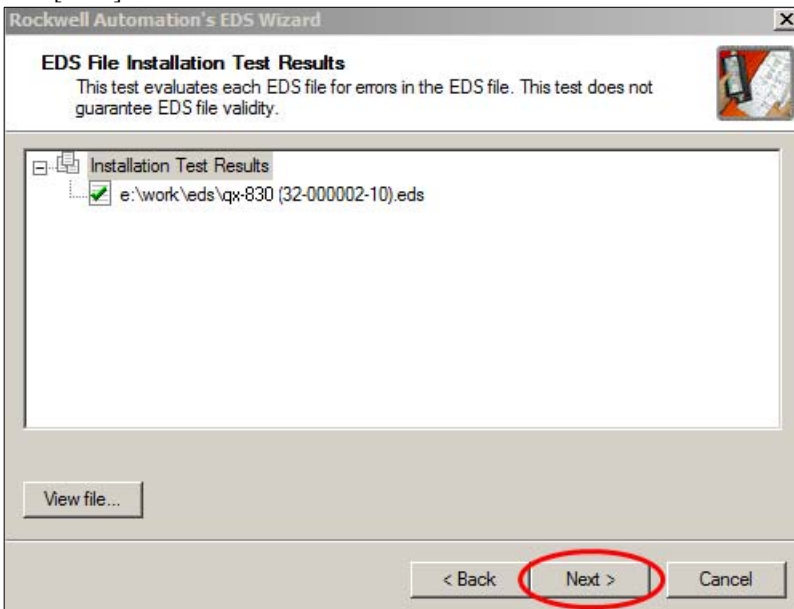 Rockwell Automation's EDS Wizard
EDS File Installation Test Results
This test evaluates each EDS file for errors in the EDS file. This test does not
guarantee EDS file validity.
Installation Test Results
e:\work\eds\qx-830 (32-000002-10).eds
View file...
< Back
Next >
Cancel